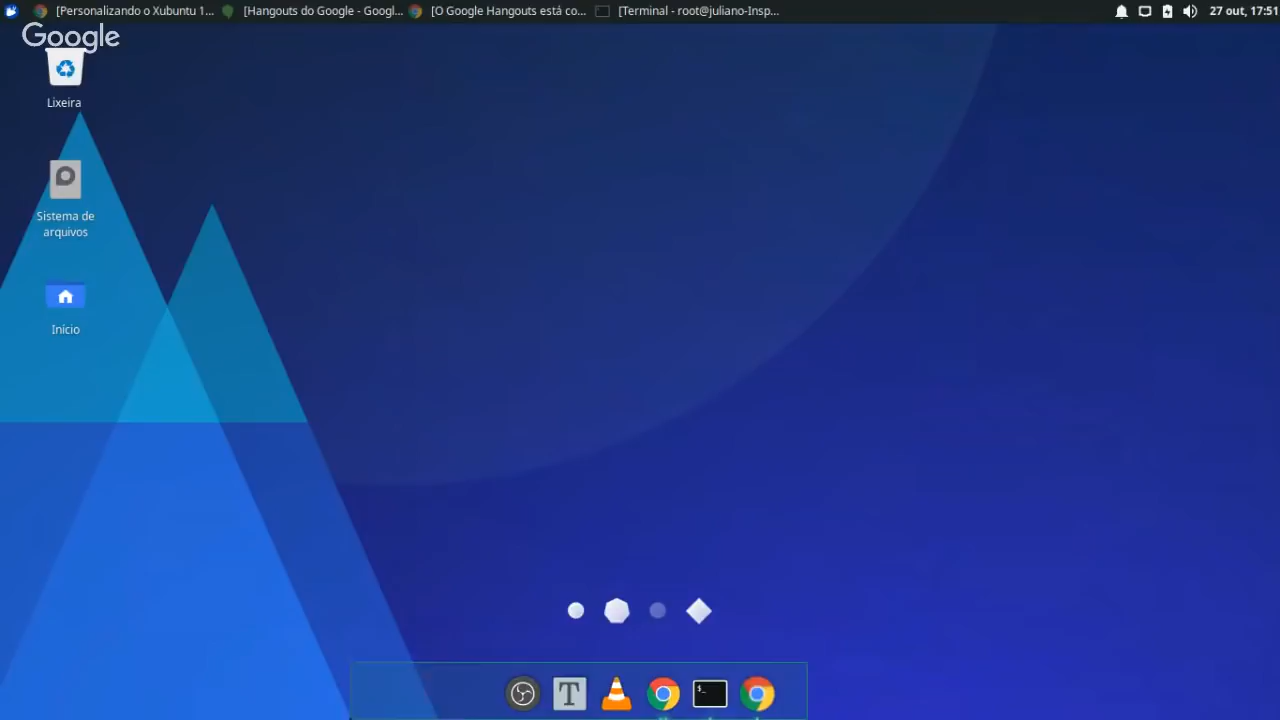 [Personalizando o Xubuntu 1... [Hangouts do Google - Googl... [O Google Hangouts está co... [Terminal - root@juliano-Insp... 27 out, 17:51
Google
Lixeira
Sistema de
arquivos
Início
T
$_